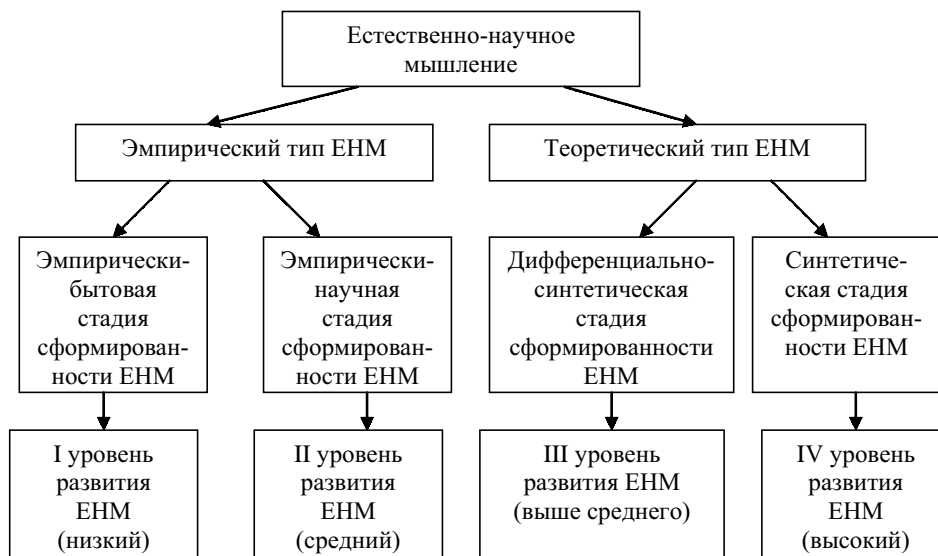 Естественно-научное
мышление
Эмпирический тип ЕНМ
Теоретический тип ЕНМ
Эмпирически-
бытовая
стадия
сформирован-
ности ЕНМ
Эмпирически-
научная
стадия
сформирован-
ности ЕНМ
Дифференциально-
синтетическая
стадия
сформированности
ЕНМ
Синтетиче-
ская стадия
сформирован-
ности ЕНМ
I уровень
развития
ЕНМ
(низкий)
II уровень
развития
ЕНМ
(средний)
III уровень
развития ЕНМ
(выше среднего)
IV уровень
развития
ЕНМ
(высокий)